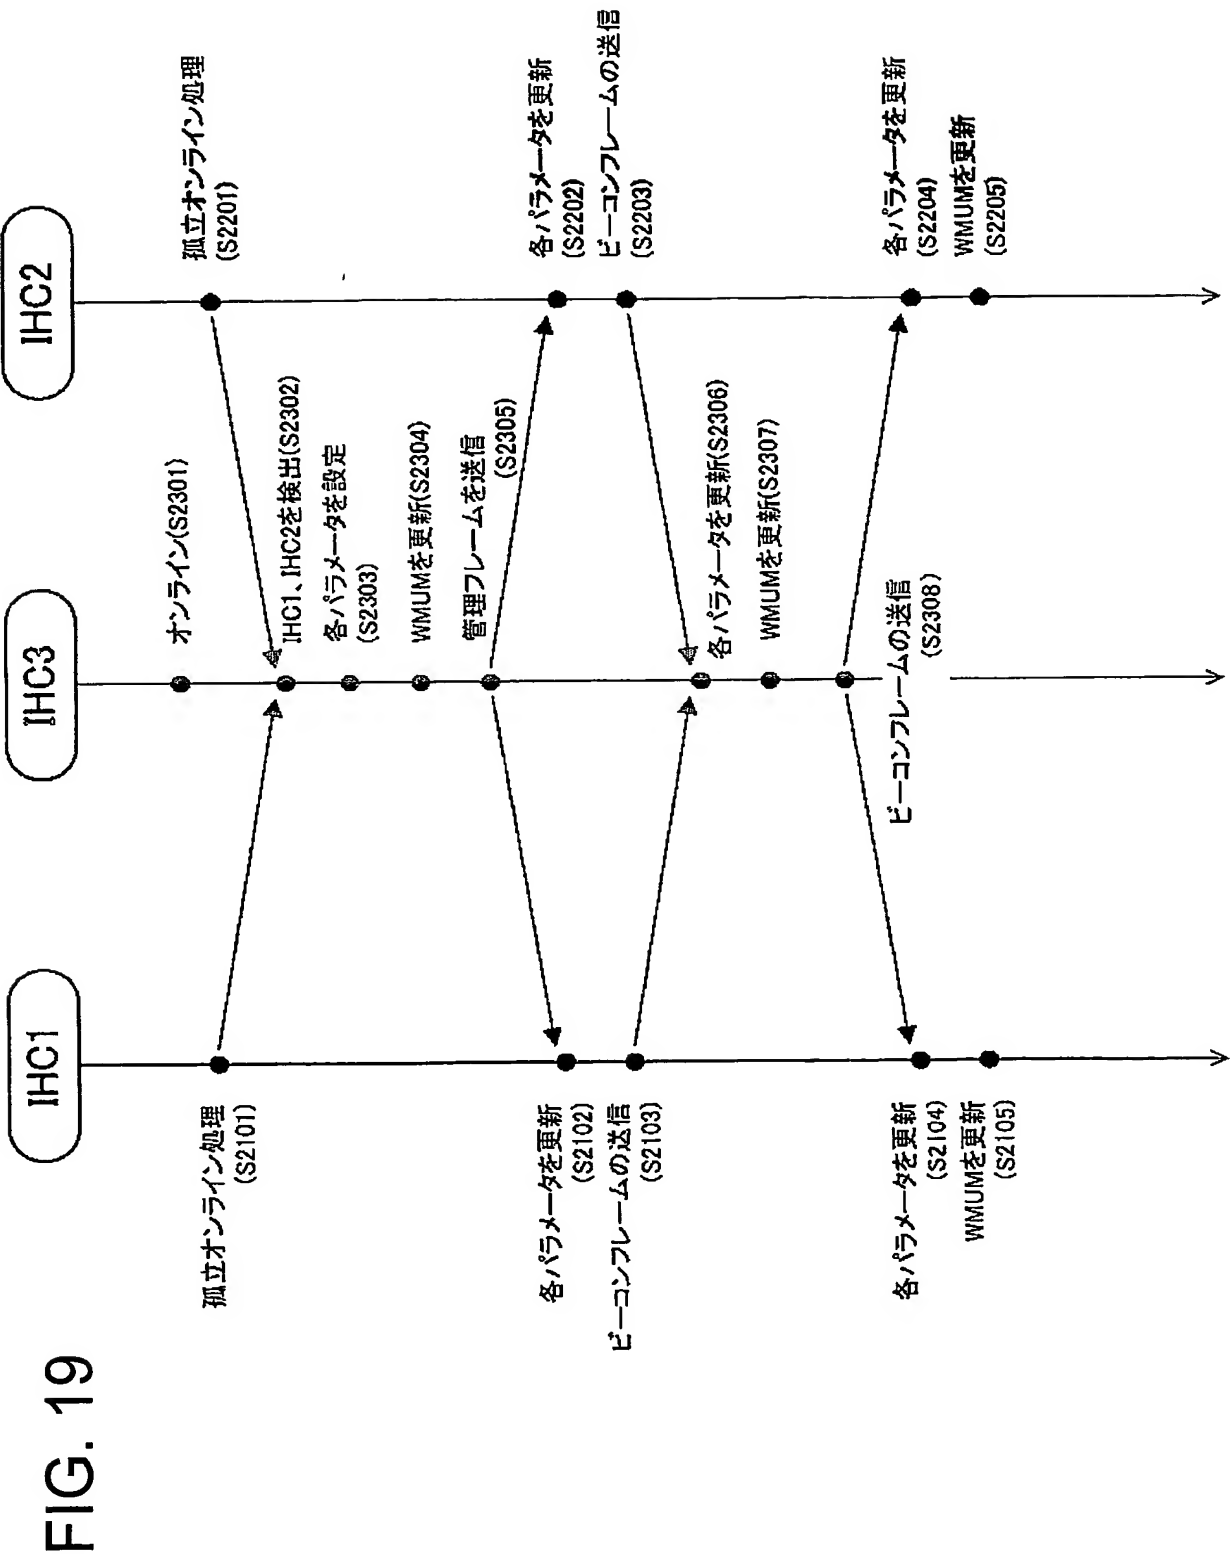 FIG. 19
IHC1
IHC3
IHC2
孤立オンライン処理
(S2101)
各パラメータを更新
(S2102)
ビーコンフレームの送信
(S2103)
各パラメータを更新
(S2104)
WMUMを更新
(S2105)
オンライン(S2301)
IHC1、IHC2を検出(S2302)
各パラメータを設定
(S2303)
WMUMを更新(S2304)
管理フレームを送信
(S2305)
各パラメータを更新(S2306)
WMUMを更新(S2307)
ビーコンフレームの送信
(S2308)
孤立オンライン処理
(S2201)
各パラメータを更新
(S2202)
ビーコンフレームの送信
(S2203)
各パラメータを更新
(S2204)
WMUMを更新
(S2205)